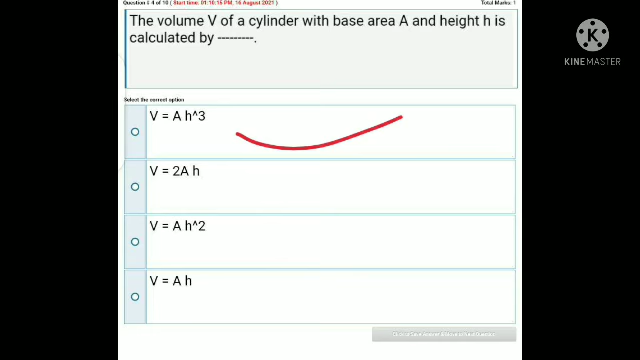 Question # 4 of 10 ( Start time: 01:10:15 PM, 16 August 2021 ) Total Marks: 1
The volume V of a cylinder with base area A and height h is
calculated by ---------.
Select the correct option
V = A h^3
V = 2A h
V = A h^2
V = A h
KINEMASTER